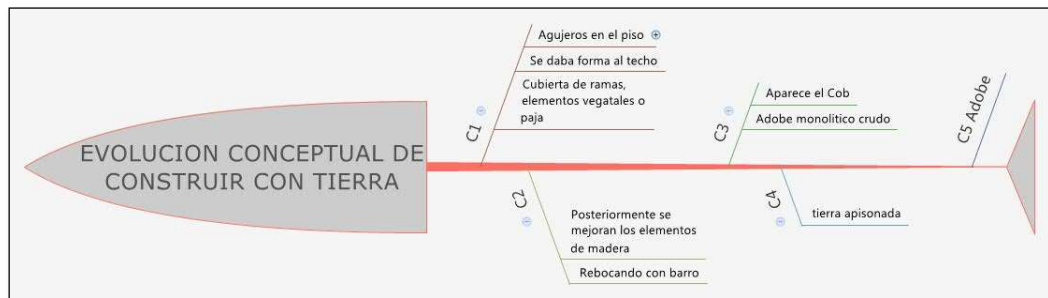 EVOLUCION CONCEPTUAL DE
CONSTRUIR CON TIERRA
C1
Agujeros en el piso
Se daba forma al techo
Cubierta de ramas,
elementos vegatales o
paja
C2
Posteriormente se
mejoran los elementos
de madera
Rebocando con barro
C3
Aparece el Cob
Adobe monolítico crudo
C4
tierra apisonada
C5 Adobe